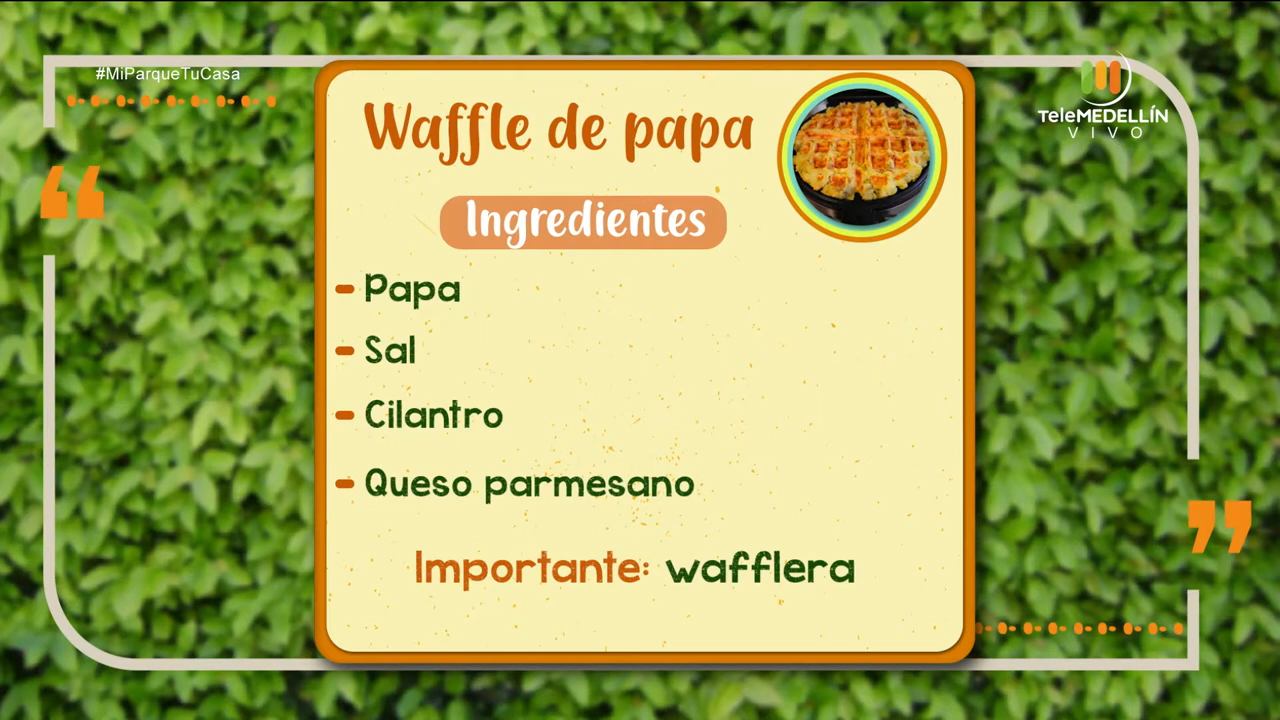 #MiParqueTuCasa
TeleMEDELLÍN
VIVO
Waffle de papa
Ingredientes
- Papa
- Sal
- Cilantro
- Queso parmesano
Importante: wafflera